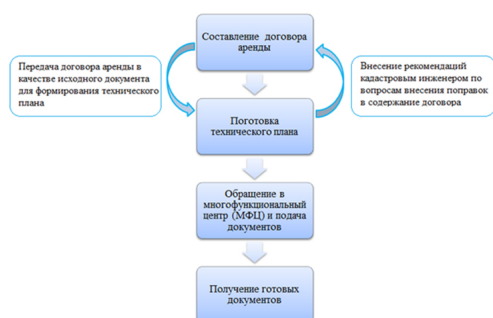 Составление договора
аренды
Передача договора аренды в
качестве исходного документа
для формирования технического
плана
Внесение рекомендаций
кадастровым инженером по
вопросам внесения поправок
в содержание договора
Поготовка
технического плана
Обращение в
многофункциональный
центр (МФЦ) и подача
документов
Получение готовых
документов